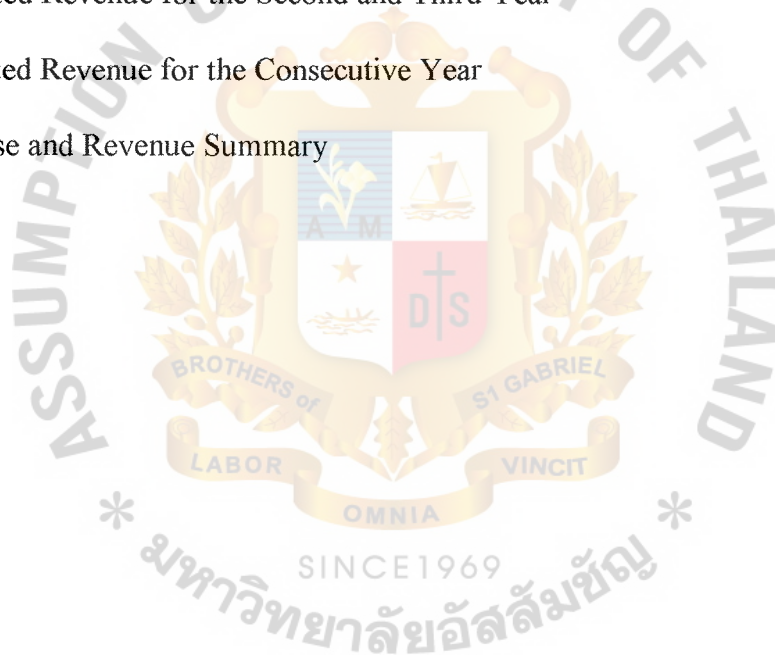 ed Revenue for the Second and Third Year
ted Revenue for the Consecutive Year
se and Revenue Summary
ASSUMPTION
OF THAILAND
A M
D S
BROTHERS of
S1 GABRIEL
LABOR
VINCIT
OMNIA
SINCE1969
มหาวิทยาลัยอัสสัมชัญ